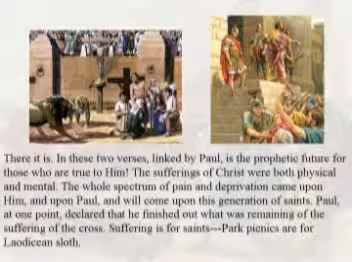 There it is. In these two verses, linked by Paul, is the prophetic future for
those who are true to Him! The sufferings of Christ were both physical
and mental. The whole spectrum of pain and deprivation came upon
Him, and upon Paul, and will come upon this generation of saints. Paul,
at one point, declared that he finished out what was remaining of the
suffering of the cross. Suffering is for saints---Park picnics are for
Laodicean sloth.